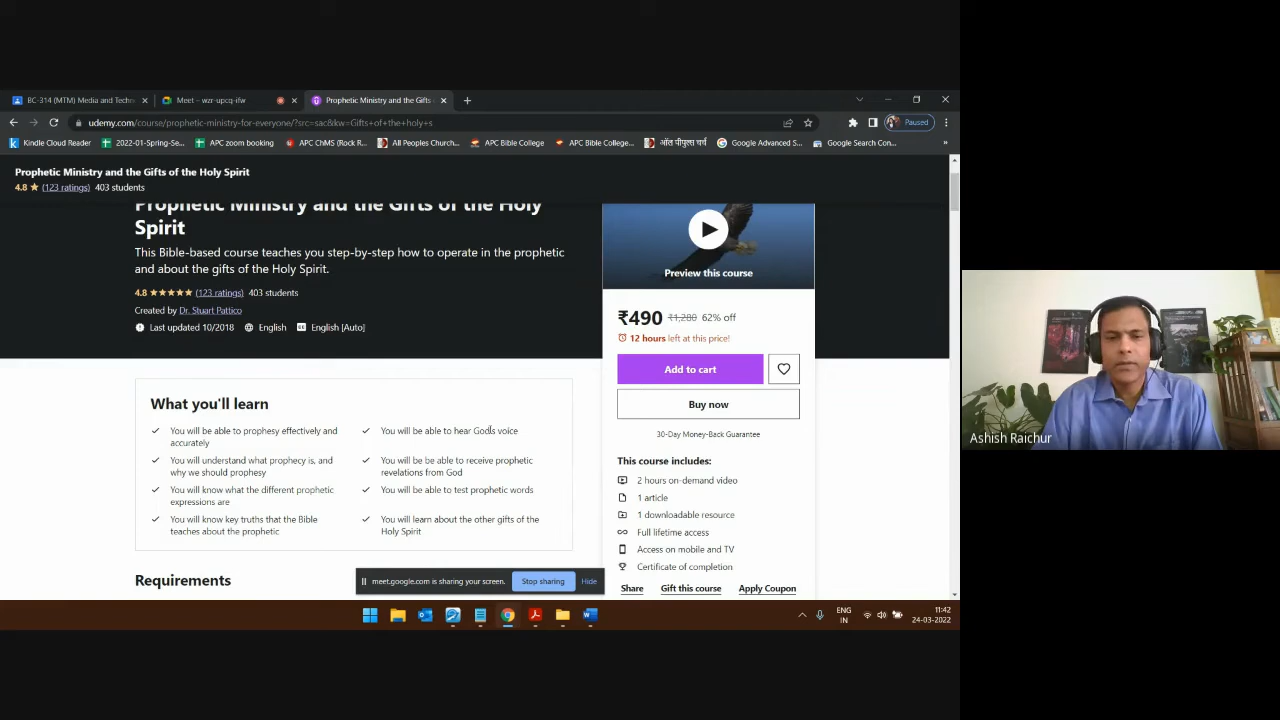 BC-314 (MTM) Media and Techn
Meet – wzr-upcq-ifw
Prophetic Ministry and the Gifts
udemy.com/course/prophetic-ministry-for-everyone/?src=sac&kw=Gifts+of+the+holy+s
Paused
Kindle Cloud Reader
2022-01-Spring-Se...
APC zoom booking
APC ChMS (Rock R...
All Peoples Church...
APC Bible College
APC Bible College...
ऑल पीपुल्स चर्च
Google Advanced S...
Google Search Con...
Prophetic Ministry and the Gifts of the Holy Spirit
4.8 ★ (123 ratings) 403 students
Prophetic Ministry and the Gifts of the Holy
Spirit
This Bible-based course teaches you step-by-step how to operate in the prophetic
and about the gifts of the Holy Spirit.
4.8 ★★★★★ (123 ratings) 403 students
Created by Dr. Stuart Pattico
Last updated 10/2018 English English [Auto]
Preview this course
₹490 ₹1,280 62% off
12 hours left at this price!
Add to cart
Buy now
30-Day Money-Back Guarantee
This course includes:
2 hours on-demand video
1 article
1 downloadable resource
Full lifetime access
Access on mobile and TV
Certificate of completion
Share Gift this course Apply Coupon
What you'll learn
You will be able to prophesy effectively and
accurately
You will understand what prophecy is, and
why we should prophesy
You will know what the different prophetic
expressions are
You will know key truths that the Bible
teaches about the prophetic
You will be able to hear Gods voice
You will be be able to receive prophetic
revelations from God
You will be able to test prophetic words
You will learn about the other gifts of the
Holy Spirit
Requirements
meet.google.com is sharing your screen.
Stop sharing
Hide
ENG
IN
11:42
24-03-2022
Ashish Raichur